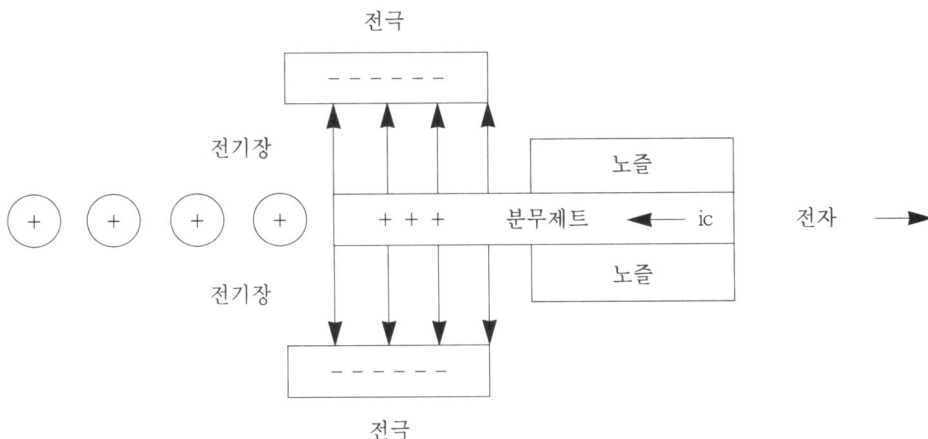 전극
− − − − − −
전기장
노즐
+ + + + + + + 분무제트 ic 전자
노즐
전기장
− − − − − −
전극